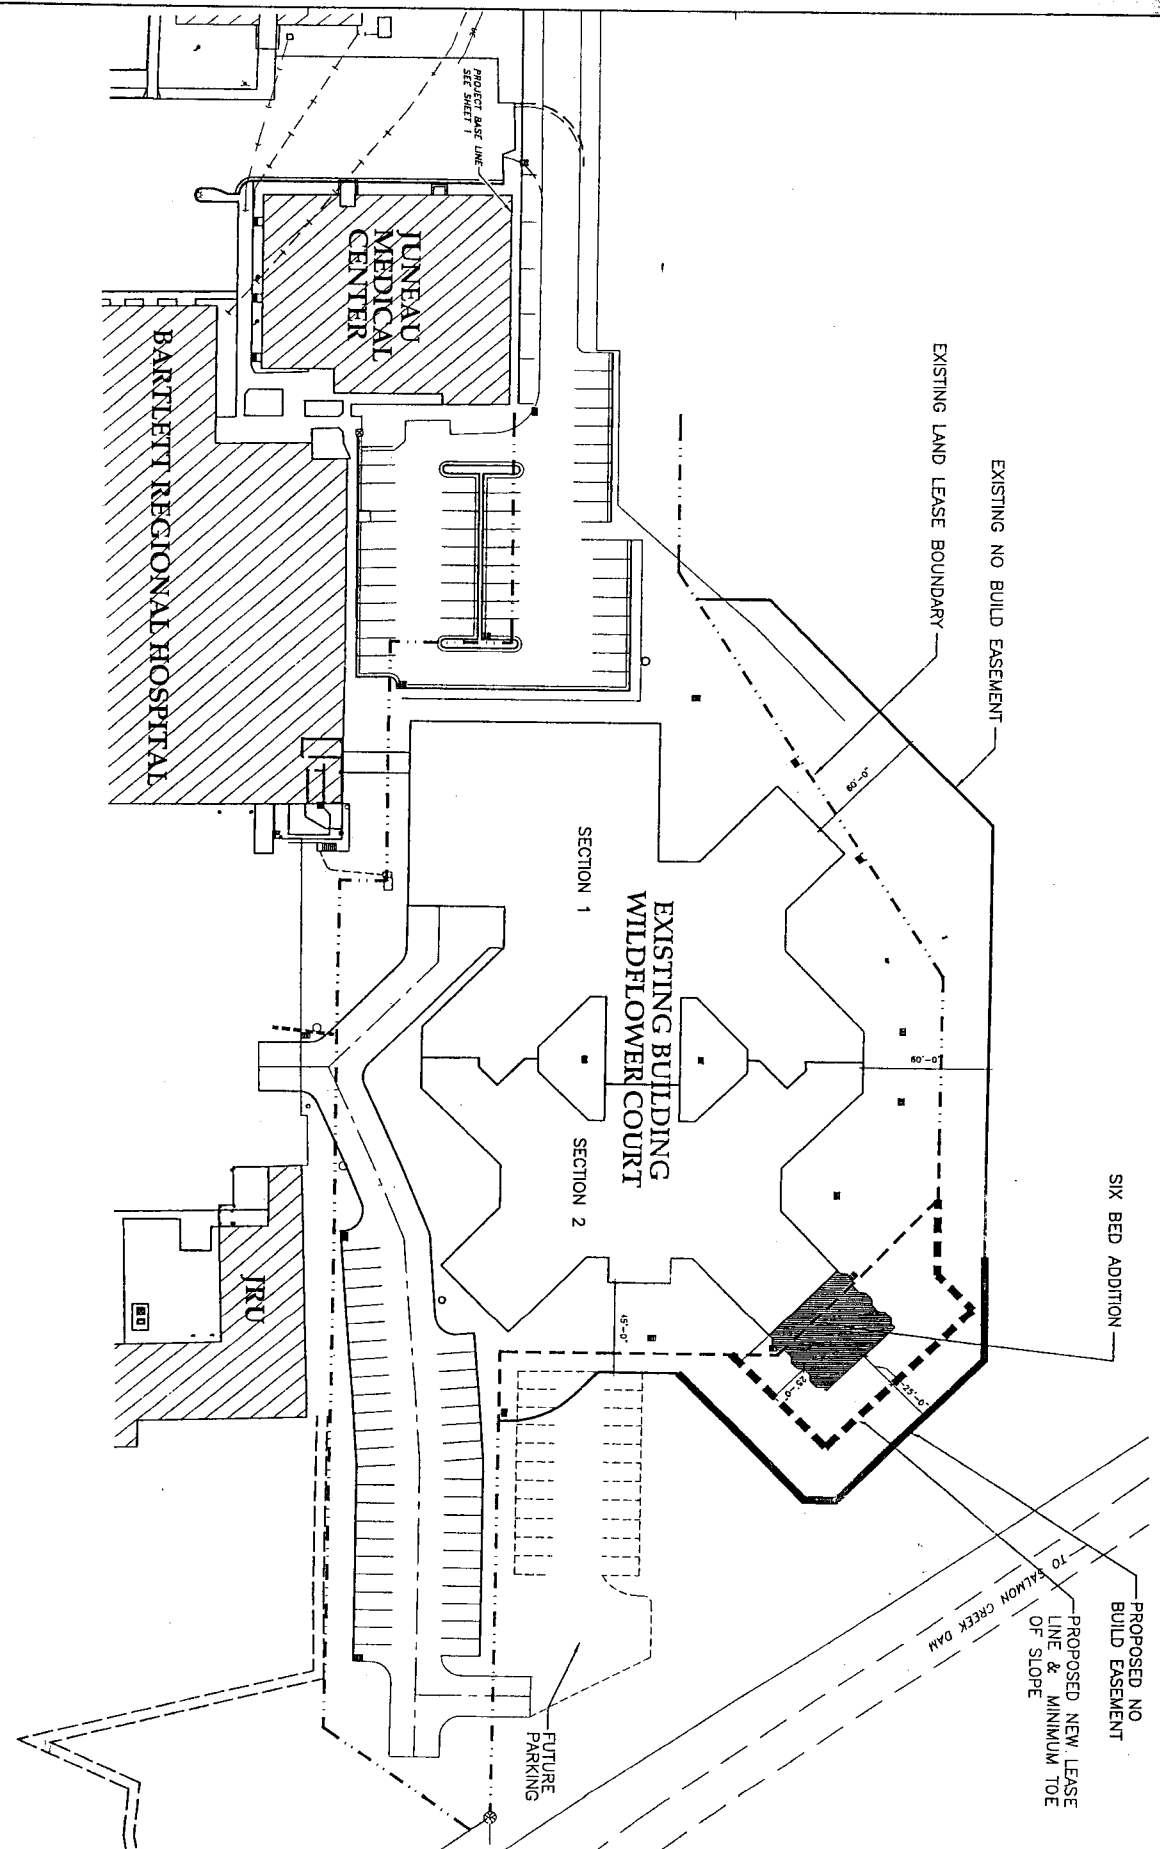 PROJECT BASE LINE
SEE SHEET 1
JUNEAU
MEDICAL
CENTER
BARTLETT REGIONAL HOSPITAL
EXISTING LAND LEASE BOUNDARY
EXISTING NO BUILD EASEMENT
60'-0"
SECTION 1
EXISTING BUILDING
WILDFLOWER COURT
SECTION 2
60'-0"
SIX BED ADDITION
45'-0"
25'-0"
25'-0"
JRU
TO SALMON CREEK DAM
PROPOSED NO
BUILD EASEMENT
PROPOSED NEW LEASE
LINE & MINIMUM TOE
OF SLOPE
FUTURE
PARKING